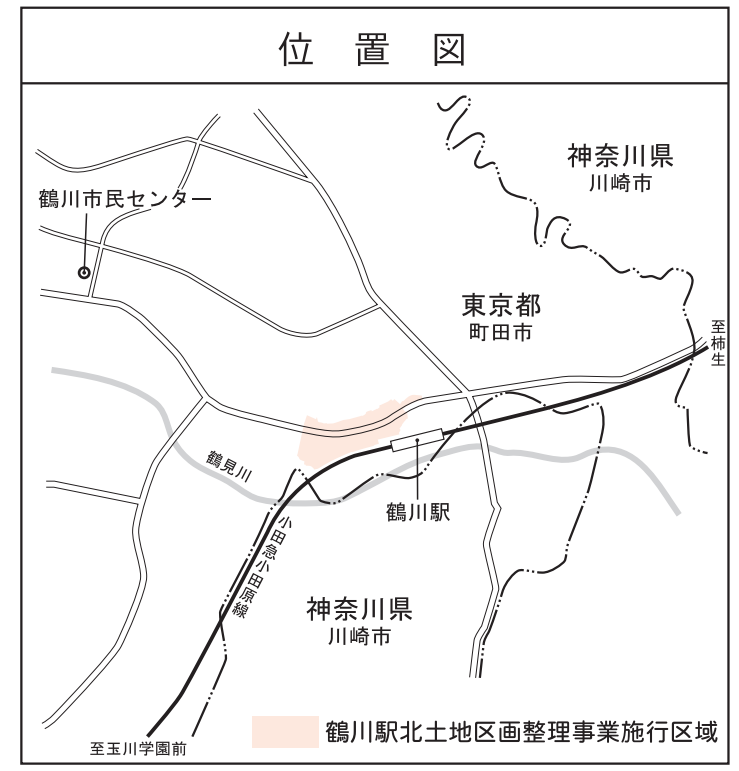 位 置 図
神奈川県
川崎市
鶴川市民センター
東京都
町田市
至柿生
鶴見川
鶴川駅
小田急小田原線
神奈川県
川崎市
鶴川駅北土地区画整理事業施行区域
至玉川学園前